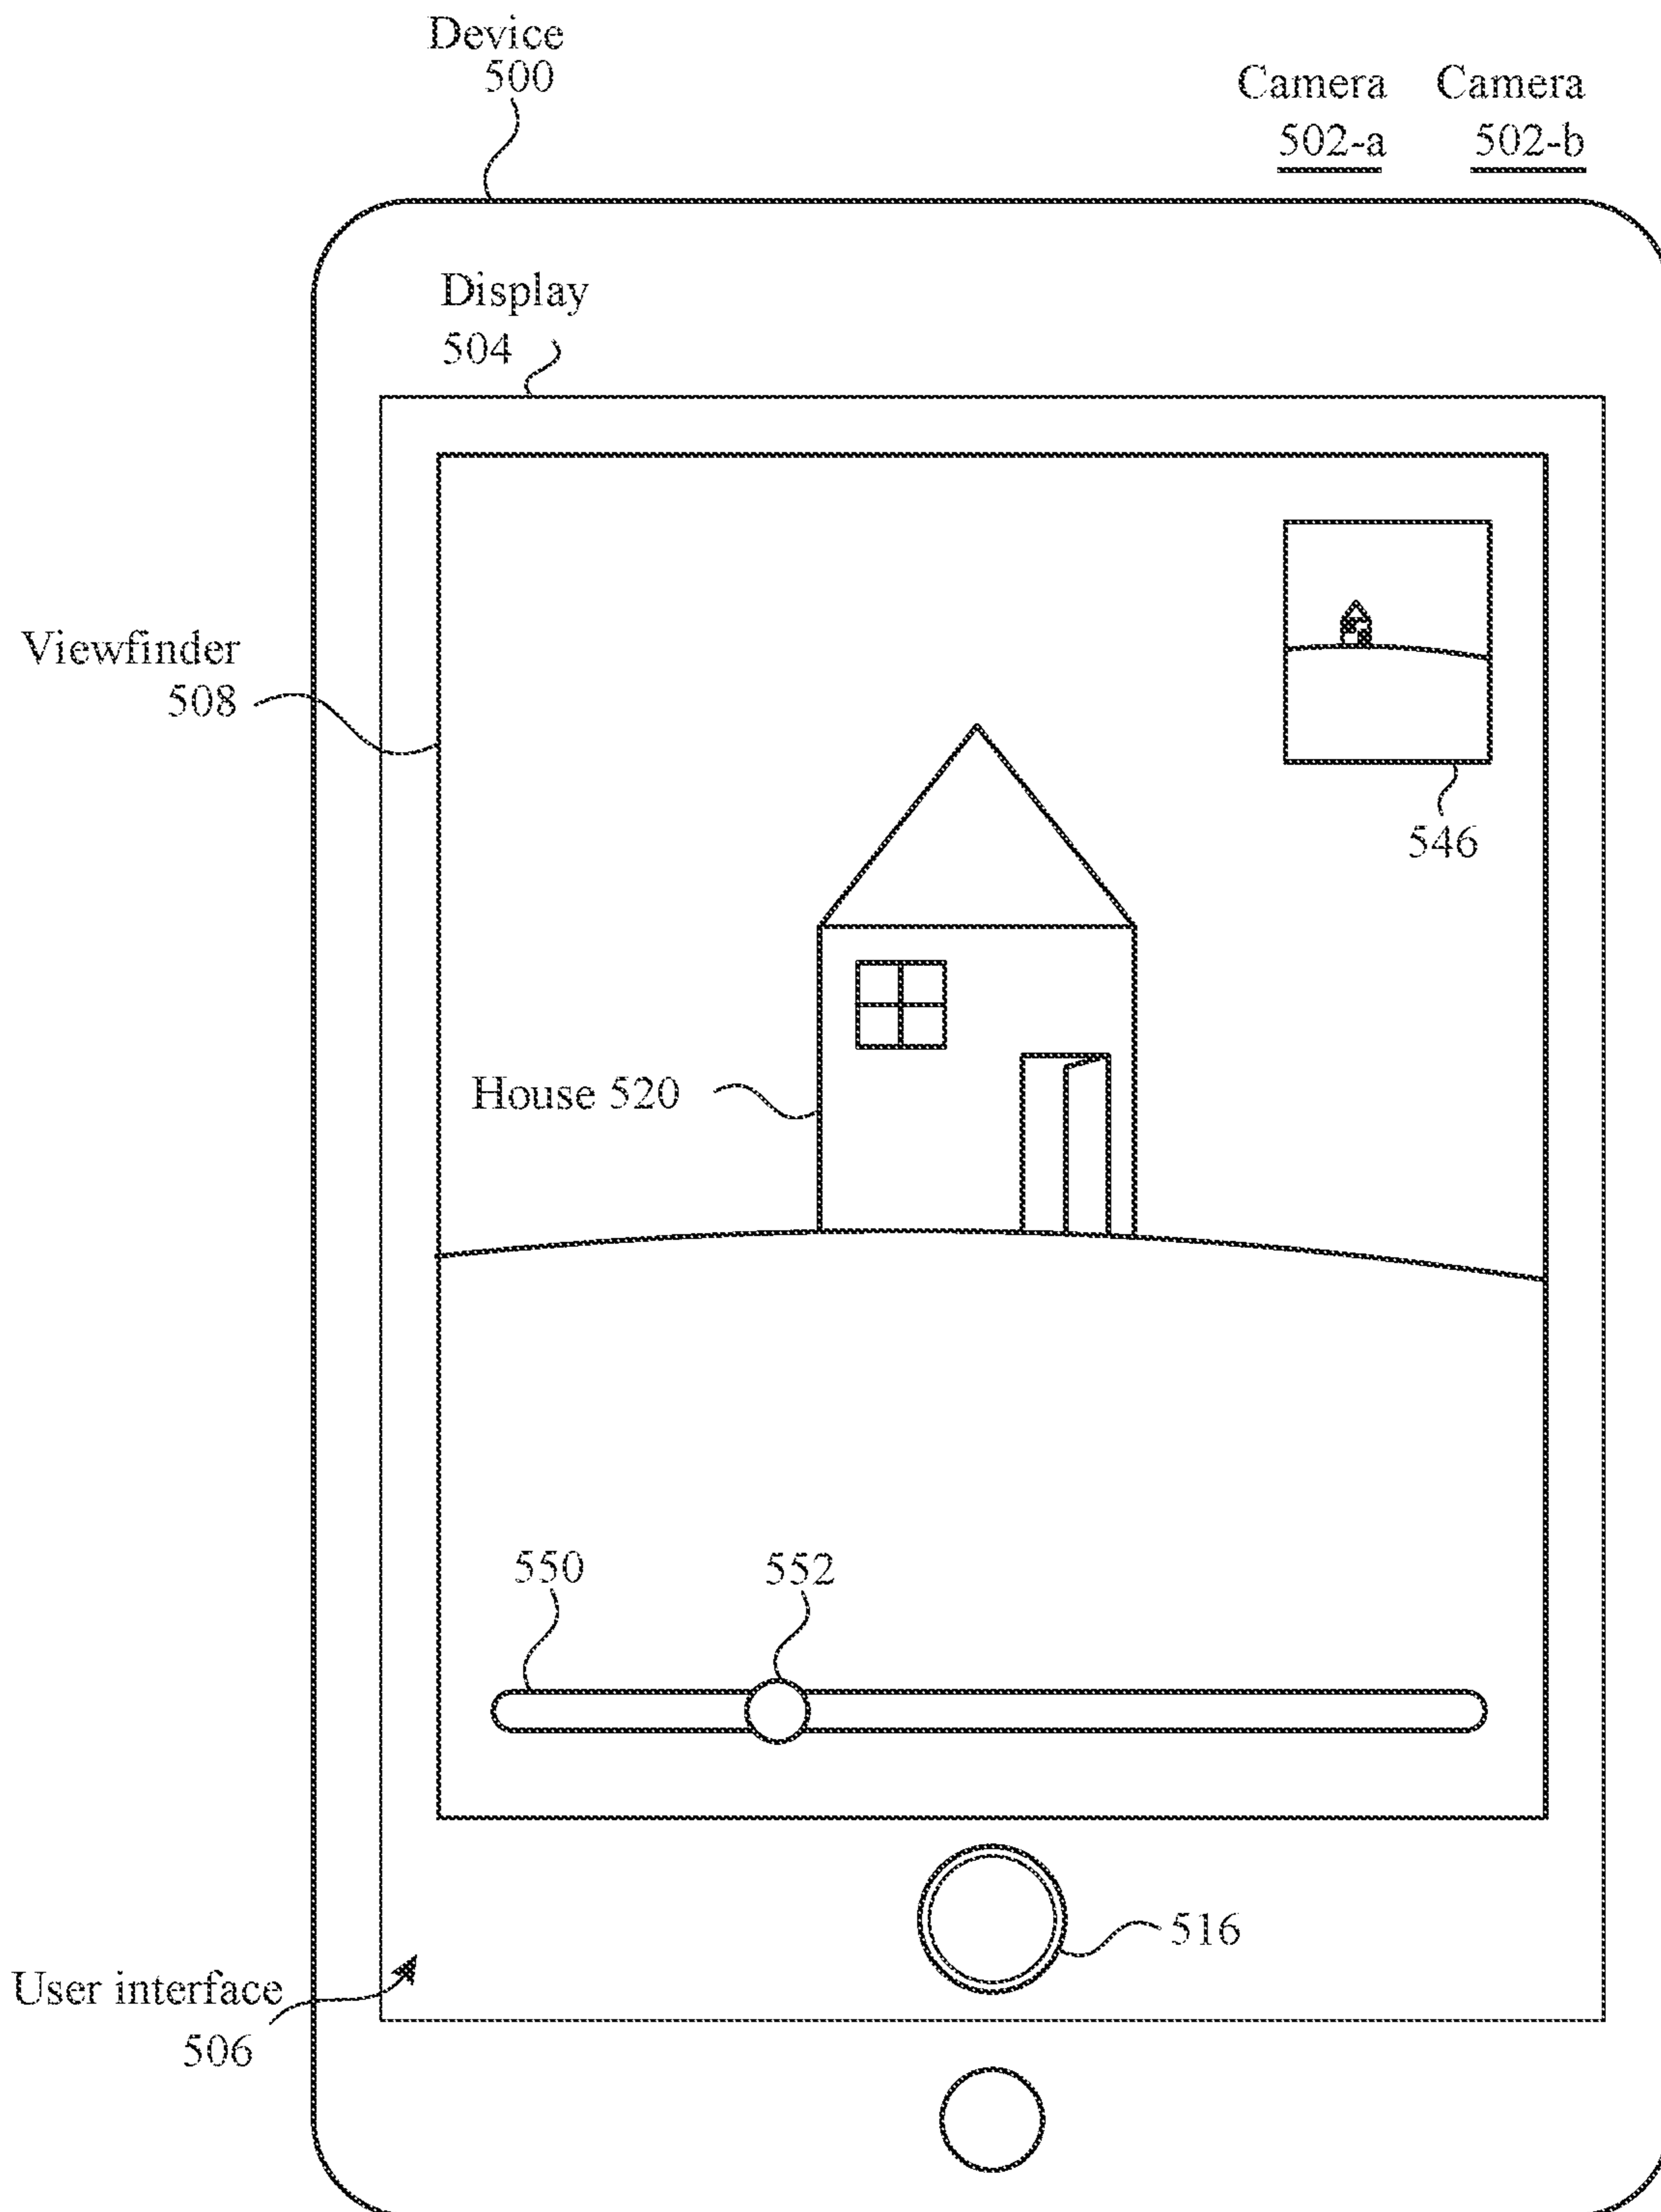 Device
500
Camera Camera
502-a 502-b
Display
504
Viewfinder
508
546
House 520
550 552
516
User interface
506